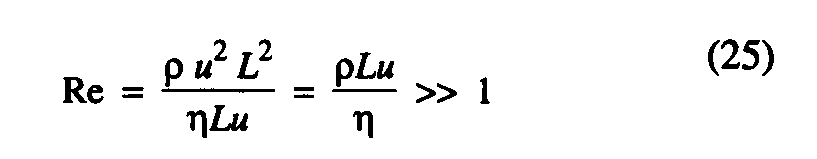 Re = ρ u² L² / ηLu = ρLu / η >> 1 (25)